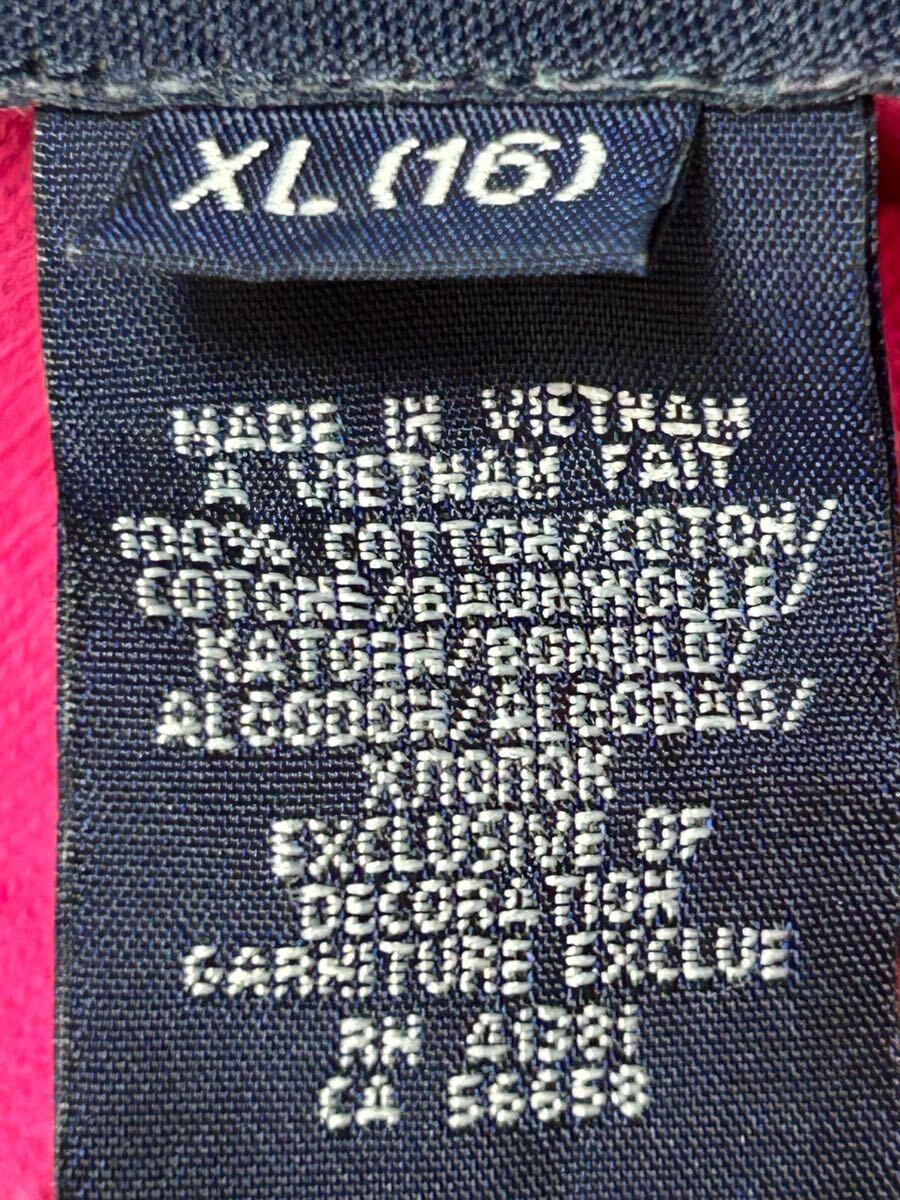 XL (16)
MADE IN VIETNAM
A VIETNAM FAIT
100% COTTON/COTON/
COTONE/BAUMWOLLE/
KATOEN/BOMULD/
ALGODON/ALGODAO/
ХЛОПОК
EXCLUSIVE OF
DECORATION
GARNITURE EXCLUE
RN 41381
CA 56658